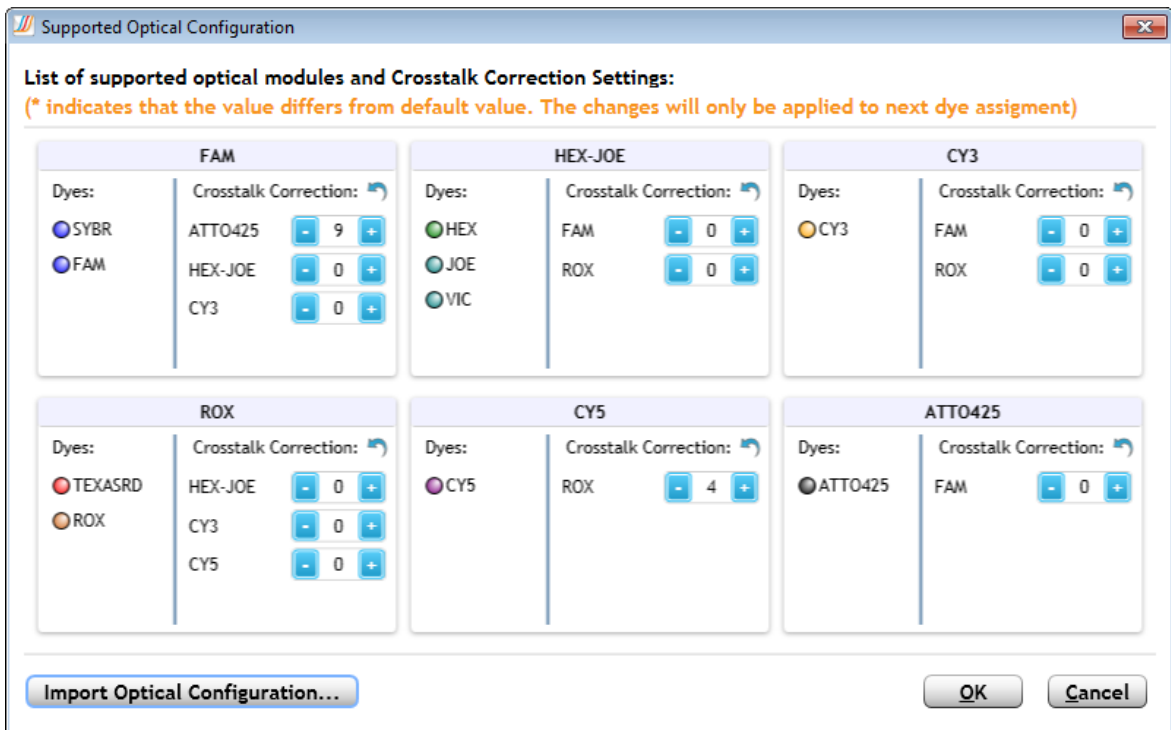 Supported Optical Configuration
List of supported optical modules and Crosstalk Correction Settings:
(* indicates that the value differs from default value. The changes will only be applied to next dye assigment)
FAM
Dyes:
SYBR
FAM
Crosstalk Correction:
ATTO425 - 9 +
HEX-JOE - 0 +
CY3 - 0 +
HEX-JOE
Dyes:
HEX
JOE
VIC
Crosstalk Correction:
FAM - 0 +
ROX - 0 +
CY3
Dyes:
CY3
Crosstalk Correction:
FAM - 0 +
ROX - 0 +
ROX
Dyes:
TEXASRD
ROX
Crosstalk Correction:
HEX-JOE - 0 +
CY3 - 0 +
CY5 - 0 +
CY5
Dyes:
CY5
Crosstalk Correction:
ROX - 4 +
ATTO425
Dyes:
ATTO425
Crosstalk Correction:
FAM - 0 +
Import Optical Configuration...
OK
Cancel